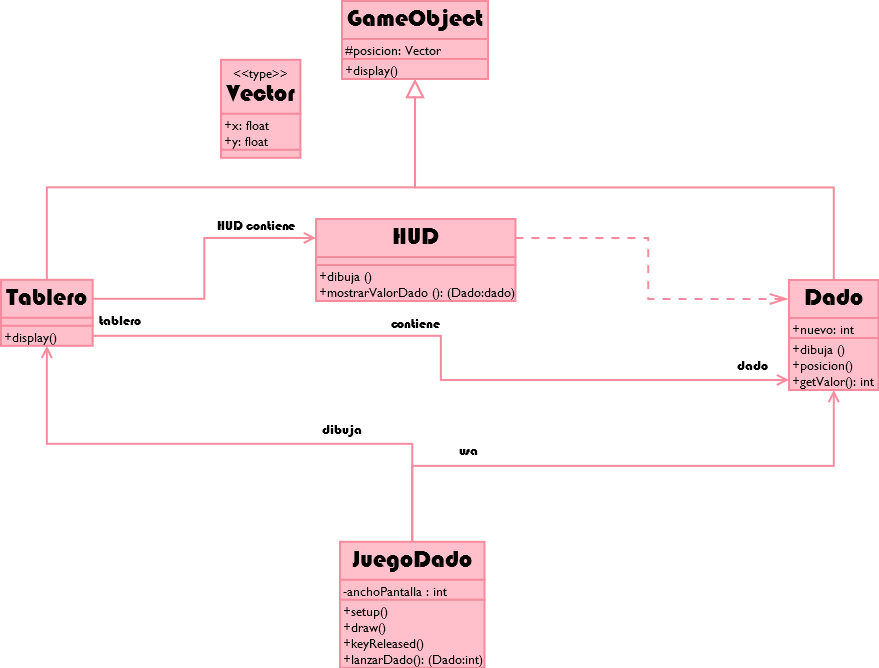 GameObject
#posicion: Vector
+display()
<<type>>
Vector
+x: float
+y: float
HUD contiene
HUD
+dibuja ()
+mostrarValorDado (): (Dado:dado)
Tablero
+display()
tablero
contiene
Dado
+nuevo: int
+dibuja ()
+posicion()
+getValor(): int
dado
dibuja
usa
JuegoDado
-anchoPantalla : int
+setup()
+draw()
+keyReleased()
+lanzarDado(): (Dado:int)